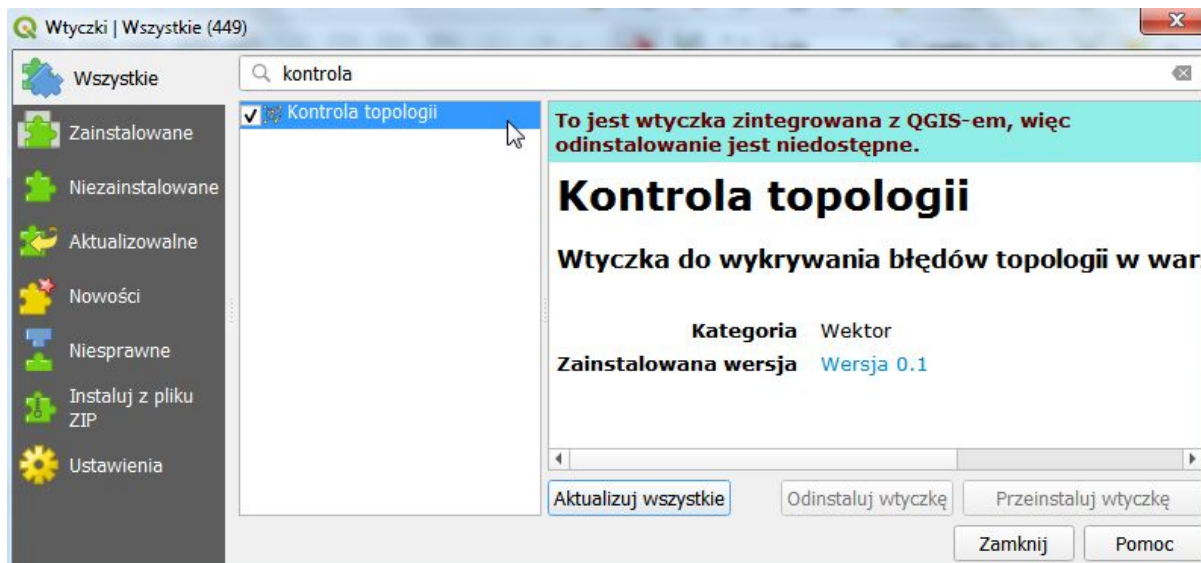 Wtyczki | Wszystkie (449)
Wszystkie
Zainstalowane
Niezainstalowane
Aktualizowalne
Nowości
Niesprawne
Instaluj z pliku
ZIP
Ustawienia
kontrola
Kontrola topologii
To jest wtyczka zintegrowana z QGIS-em, więc
odinstalowanie jest niedostępne.
Kontrola topologii
Wtyczka do wykrywania błędów topologii w war
Kategoria Wektor
Zainstalowana wersja Wersja 0.1
Aktualizuj wszystkie Odinstaluj wtyczkę Przeinstaluj wtyczkę
Zamknij Pomoc